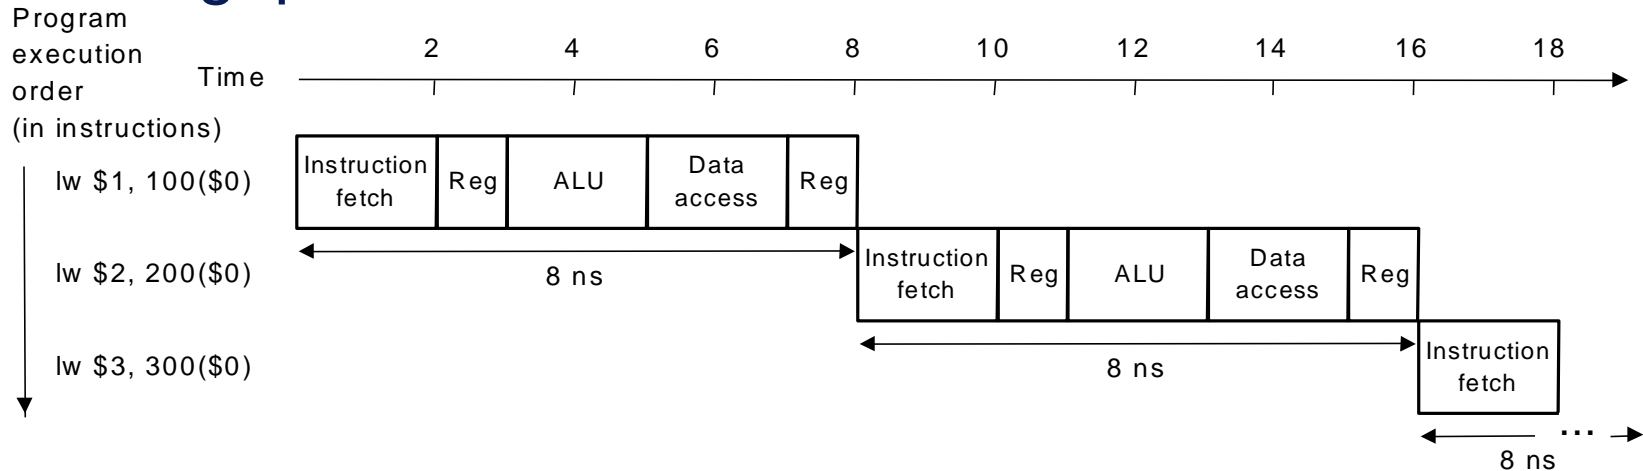 Program
execution
order
(in instructions)
Time
2 4 6 8 10 12 14 16 18
lw $1, 100($0)
Instruction
fetch
Reg
ALU
Data
access
Reg
8 ns
lw $2, 200($0)
Instruction
fetch
Reg
ALU
Data
access
Reg
8 ns
lw $3, 300($0)
Instruction
fetch
...
8 ns